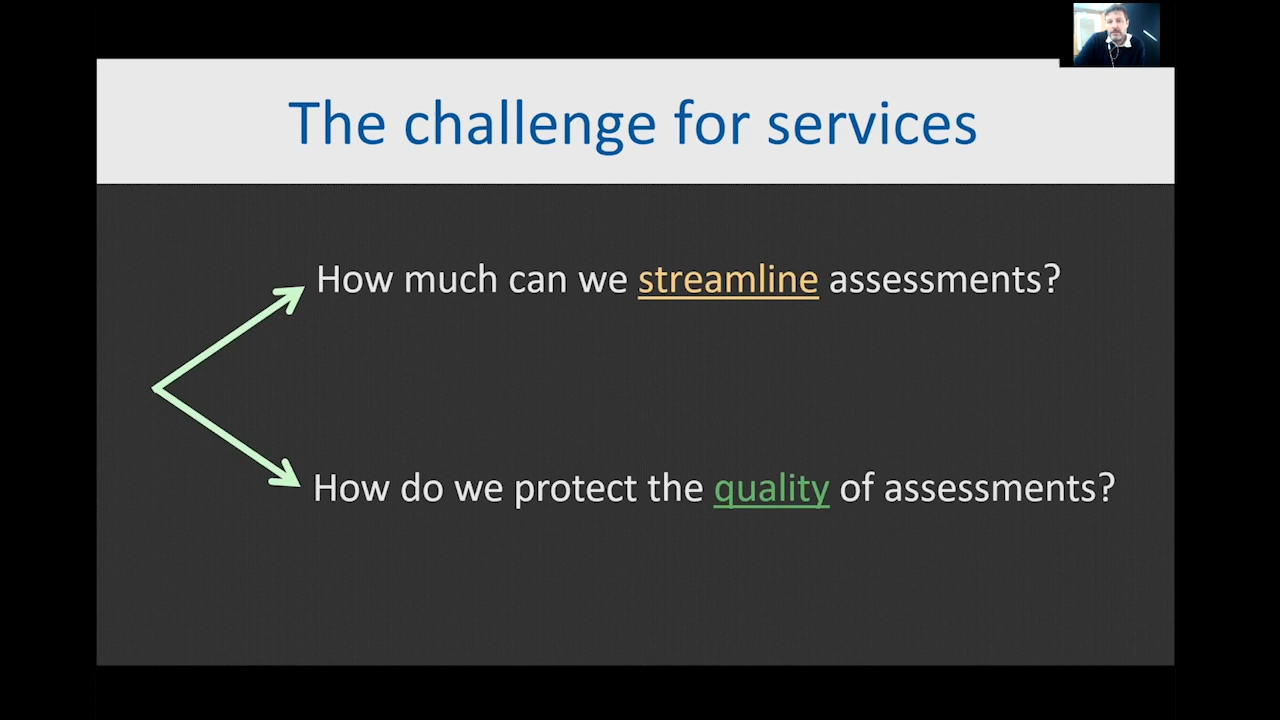 The challenge for services
How much can we streamline assessments?
How do we protect the quality of assessments?